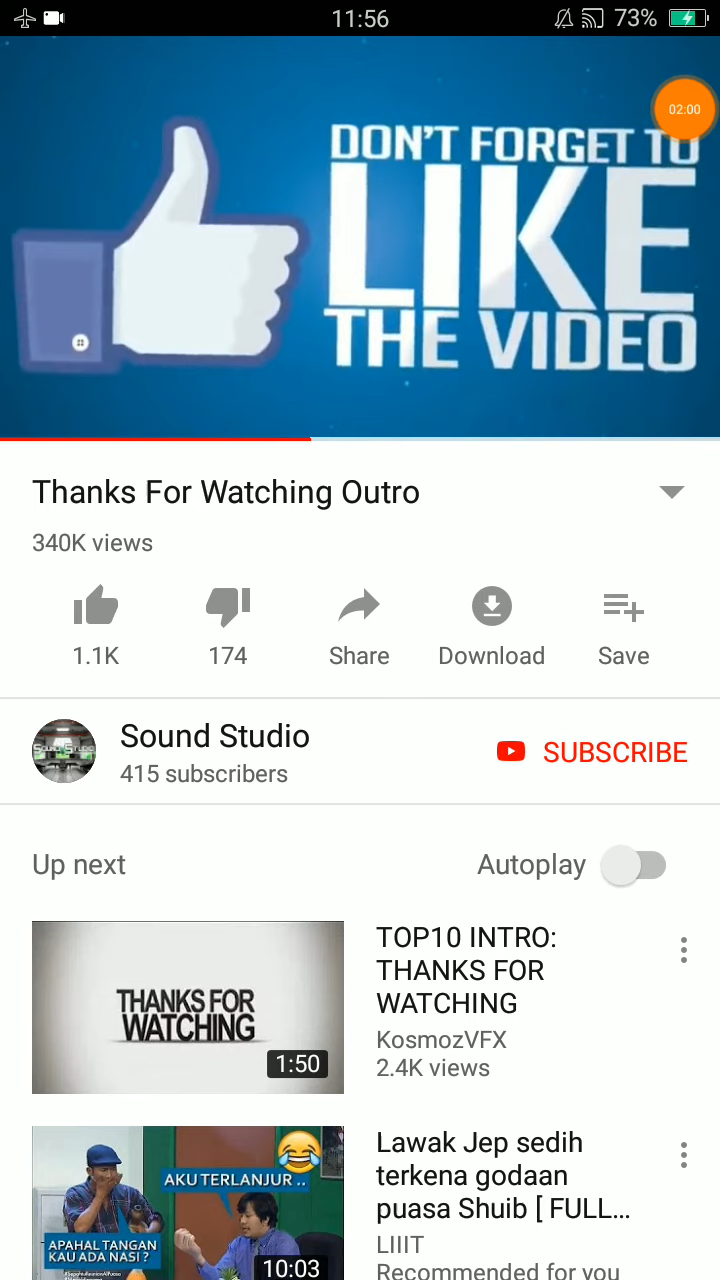 11:56
73%
02:00
DON'T FORGET TO
LIKE
THE VIDEO
Thanks For Watching Outro
340K views
1.1K
174
Share
Download
Save
SOUND STUDIO
Sound Studio
415 subscribers
SUBSCRIBE
Up next
Autoplay
THANKS FOR
WATCHING
1:50
TOP10 INTRO:
THANKS FOR
WATCHING
KosmozVFX
2.4K views
AKU TERLANJUR ..
APAHAL TANGAN
KAU ADA NASI ?
10:03
Lawak Jep sedih
terkena godaan
puasa Shuib [ FULL...
LIIIT
Recommended for you